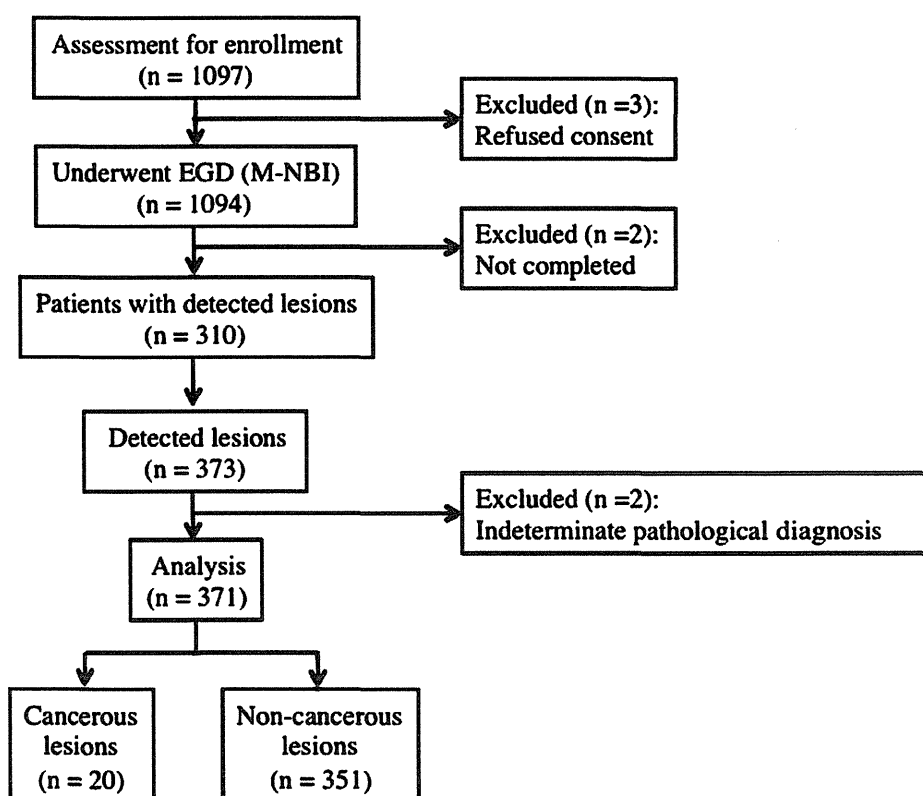 Assessment for enrollment
(n = 1097)
Excluded (n =3):
Refused consent
Underwent EGD (M-NBI)
(n = 1094)
Excluded (n =2):
Not completed
Patients with detected lesions
(n = 310)
Detected lesions
(n = 373)
Excluded (n =2):
Indeterminate pathological diagnosis
Analysis
(n = 371)
Cancerous
lesions
(n = 20)
Non-cancerous
lesions
(n = 351)